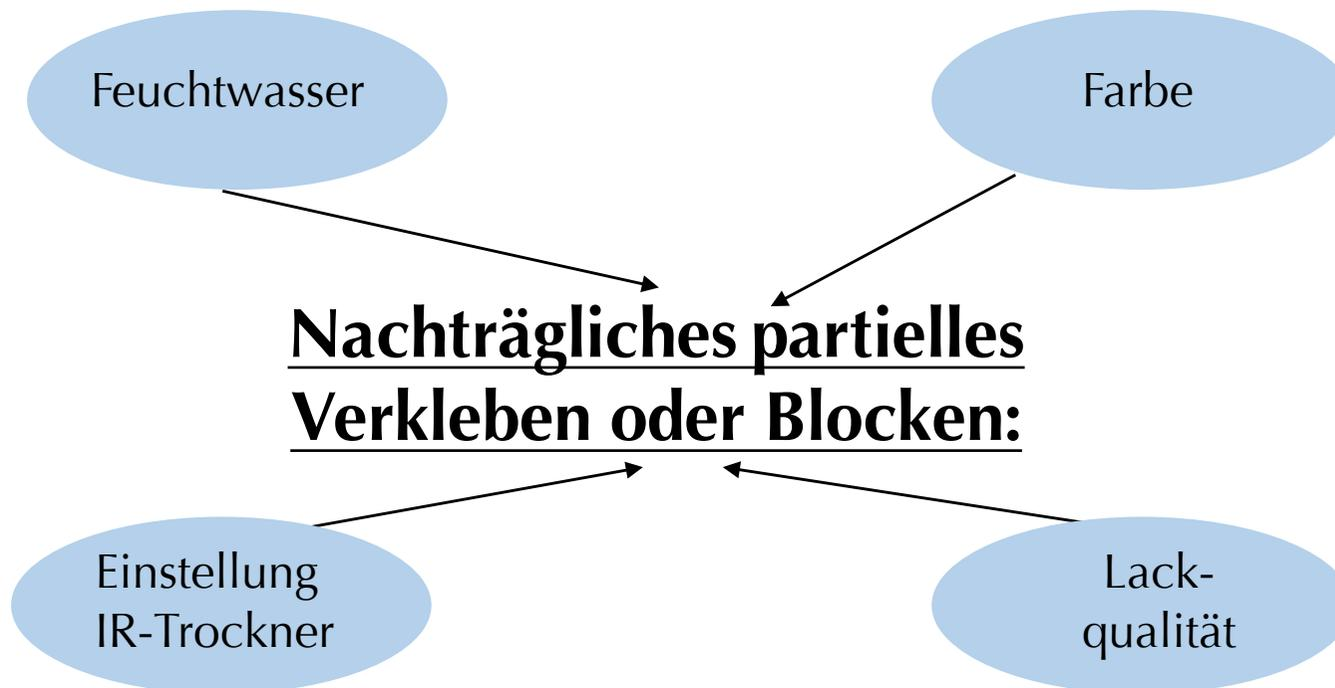 Feuchtwasser
Farbe
Nachträgliches partielles
Verkleben oder Blocken:
Einstellung
IR-Trockner
Lack-
qualität